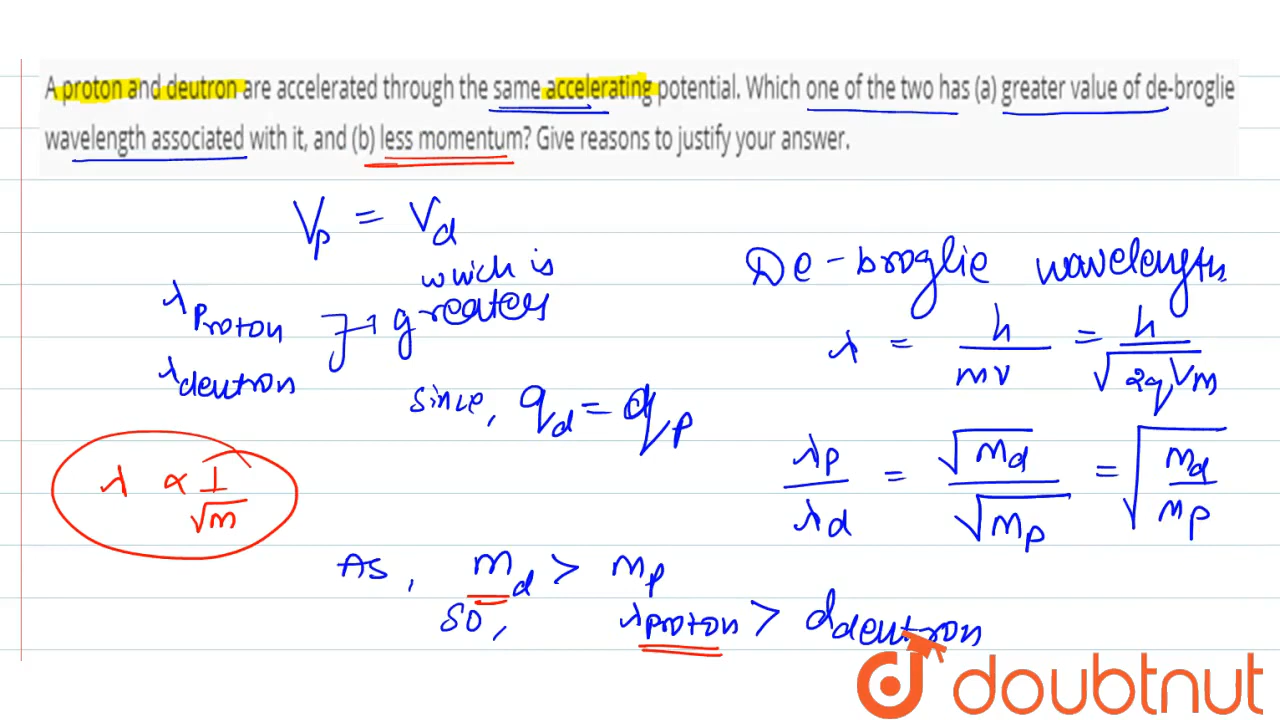 A proton and deutron are accelerated through the same accelerating potential. Which one of the two has (a) greater value of de-broglie
wavelength associated with it, and (b) less momentum? Give reasons to justify your answer.
Vp = Vd
which is
λproton greater
λdeutron
since, qd = qp
λ ∝ 1/√m
De-broglie wavelength
λ = h/mv = h/√2qVm
λp/λd = √md/√mp = √md/mp
As, md > mp
so, λproton > λdeutron
doubtnut